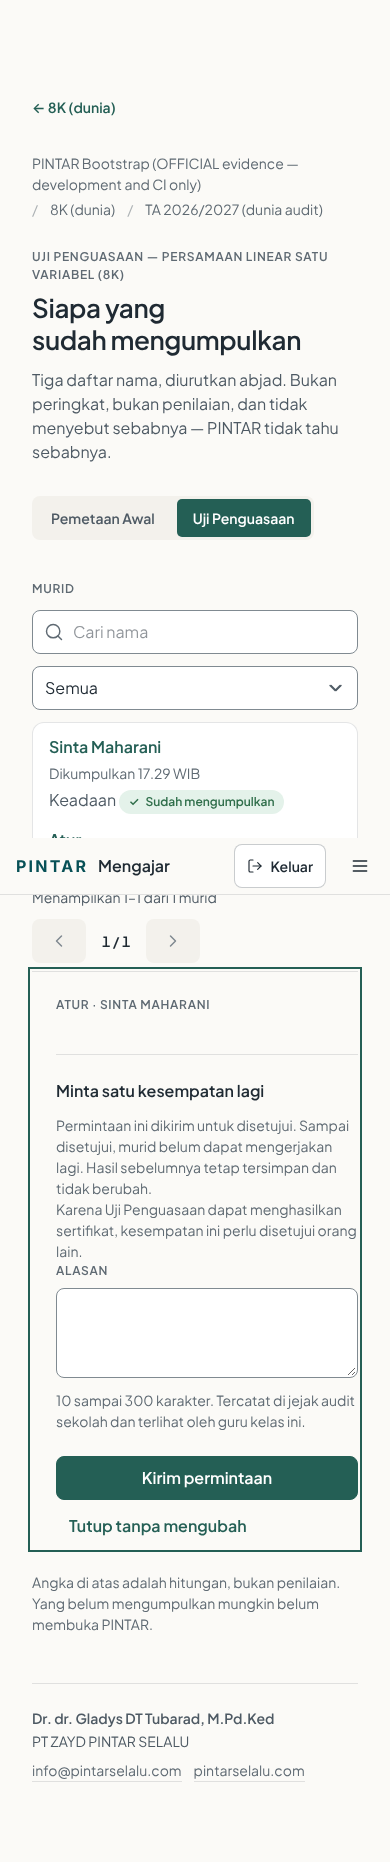 ← 8K (dunia)
PINTAR Bootstrap (OFFICIAL evidence —
development and CI only)
/ 8K (dunia) / TA 2026/2027 (dunia audit)
UJI PENGUASAAN — PERSAMAAN LINEAR SATU
VARIABEL (8K)
Siapa yang
sudah mengumpulkan
Tiga daftar nama, diurutkan abjad. Bukan
peringkat, bukan penilaian, dan tidak
menyebut sebabnya — PINTAR tidak tahu
sebabnya.
Pemetaan Awal Uji Penguasaan
MURID
Cari nama
Semua
Sinta Maharani
Dikumpulkan 17.29 WIB
Keadaan Sudah mengumpulkan
Atur
PINTAR Mengajar Keluar
Menampilkan 1–1 dari 1 murid
1/1
ATUR · SINTA MAHARANI
Minta satu kesempatan lagi
Permintaan ini dikirim untuk disetujui. Sampai
disetujui, murid belum dapat mengerjakan
lagi. Hasil sebelumnya tetap tersimpan dan
tidak berubah.
Karena Uji Penguasaan dapat menghasilkan
sertifikat, kesempatan ini perlu disetujui orang
lain.
ALASAN
10 sampai 300 karakter. Tercatat di jejak audit
sekolah dan terlihat oleh guru kelas ini.
Kirim permintaan
Tutup tanpa mengubah
Angka di atas adalah hitungan, bukan penilaian.
Yang belum mengumpulkan mungkin belum
membuka PINTAR.
Dr. dr. Gladys DT Tubarad, M.Pd.Ked
PT ZAYD PINTAR SELALU
info@pintarselalu.com pintarselalu.com